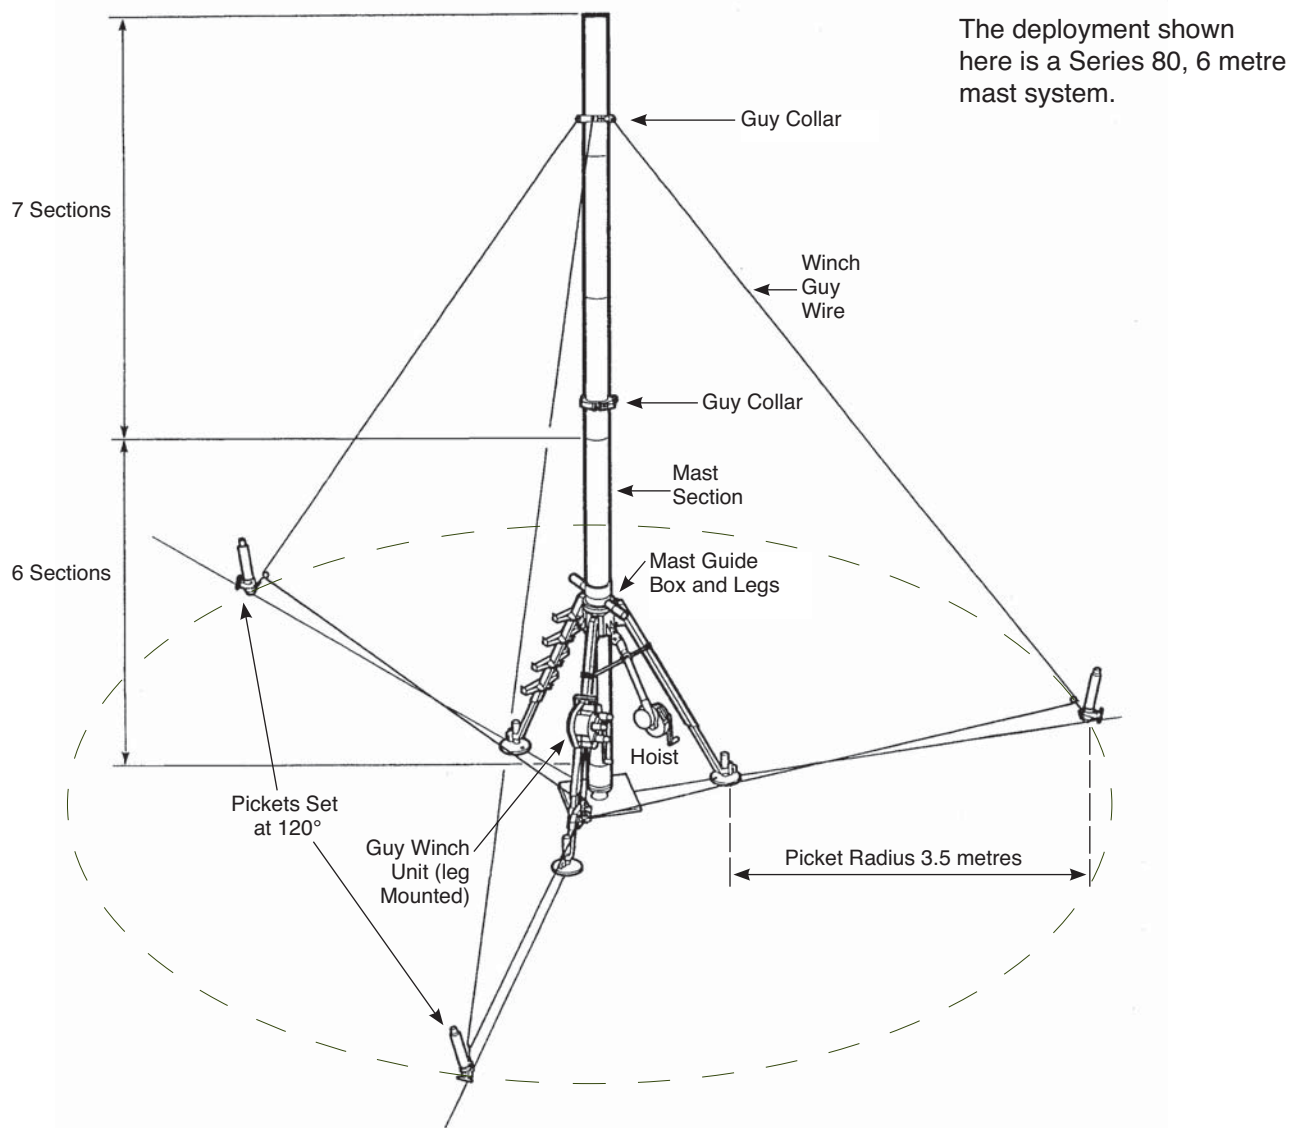 The deployment shown
here is a Series 80, 6 metre
mast system.
Guy Collar
7 Sections
Winch
Guy
Wire
Guy Collar
Mast
Section
6 Sections
Mast Guide
Box and Legs
Hoist
Pickets Set
at 120°
Guy Winch
Unit (leg
Mounted)
Picket Radius 3.5 metres